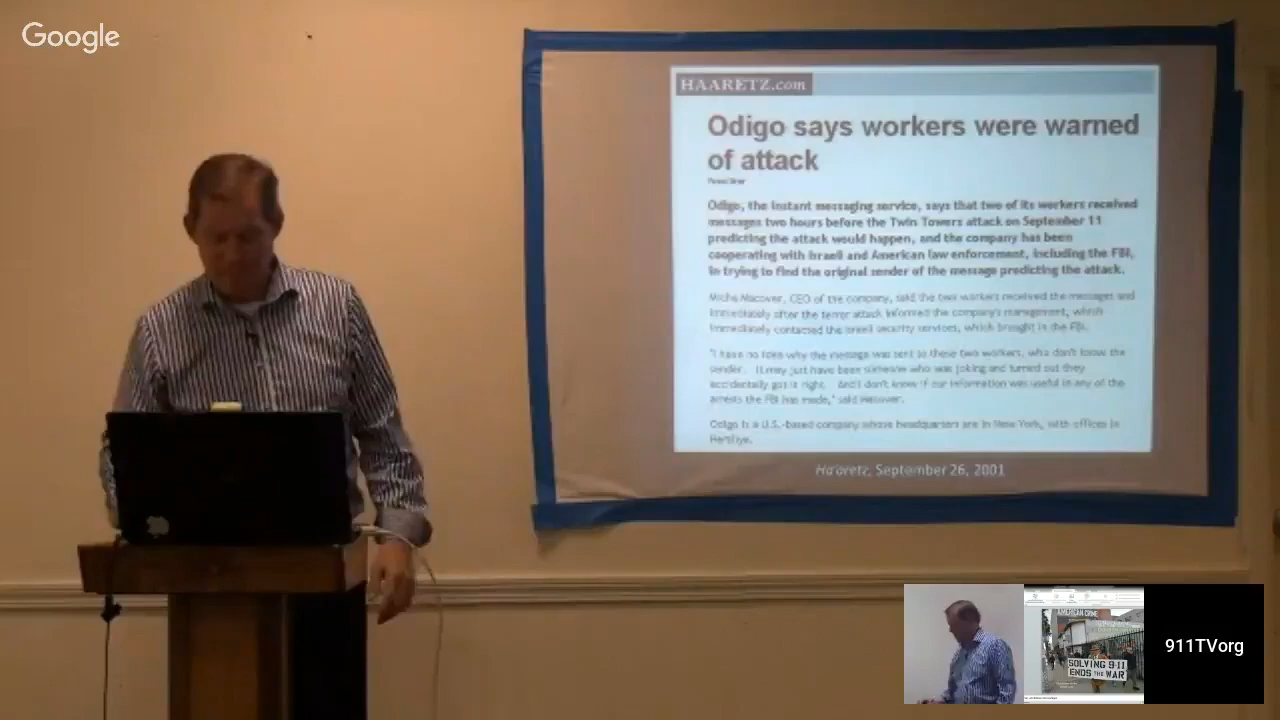 Google
HAARETZ.com
Odigo says workers were warned
of attack
Odigo, the instant messaging service, says that two of its workers received
messages two hours before the Twin Towers attack on September 11
predicting the attack would happen, and the company has been
cooperating with Israeli and American law enforcement, including the FBI,
in trying to find the original sender of the message predicting the attack.
Micha Macover, CEO of the company, said the two workers received the messages and
immediately after the terror attack informed the company's management, which
immediately contacted the Israeli security services, which brought in the FBI.
"I have no idea why the message was sent to these two workers, who don't know the
sender. It may just have been someone who was joking and turned out they
accidentally got it right. And I don't know if our information was useful in any of the
arrests the FBI has made," said Macover.
Odigo is a U.S.-based company whose headquarters are in New York, with offices in
Herzliya.
Ha'aretz, September 26, 2001
AMERICAN CRIME
SOLVING 9-11
ENDS THE WAR
911TVorg